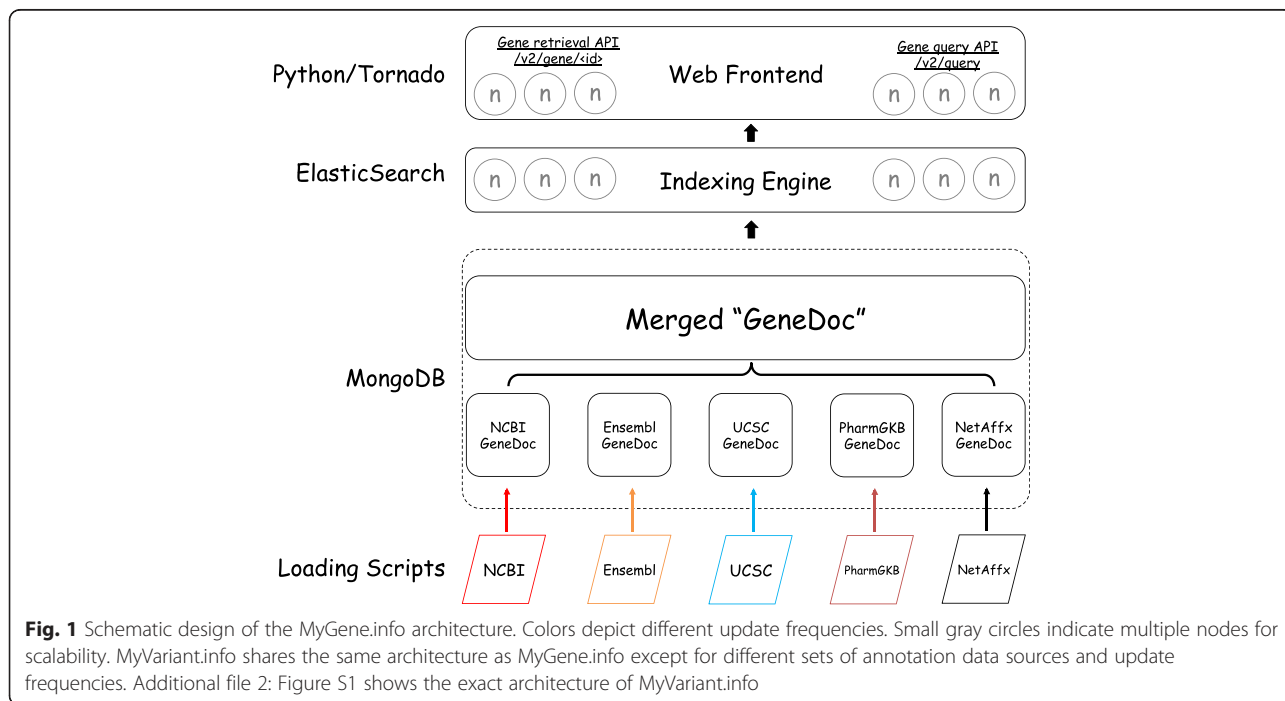 Gene retrieval API
/v2/gene/<id>
Gene query API
/v2/query
Python/Tornado
Web Frontend
n n n
n n n
ElasticSearch
n n n
Indexing Engine
n n n
Merged “GeneDoc”
MongoDB
NCBI
GeneDoc
Ensembl
GeneDoc
UCSC
GeneDoc
PharmGKB
GeneDoc
NetAffx
GeneDoc
Loading Scripts
NCBI
Ensembl
UCSC
PharmGKB
NetAffx
Fig. 1 Schematic design of the MyGene.info architecture. Colors depict different update frequencies. Small gray circles indicate multiple nodes for
scalability. MyVariant.info shares the same architecture as MyGene.info except for different sets of annotation data sources and update
frequencies. Additional file 2: Figure S1 shows the exact architecture of MyVariant.info